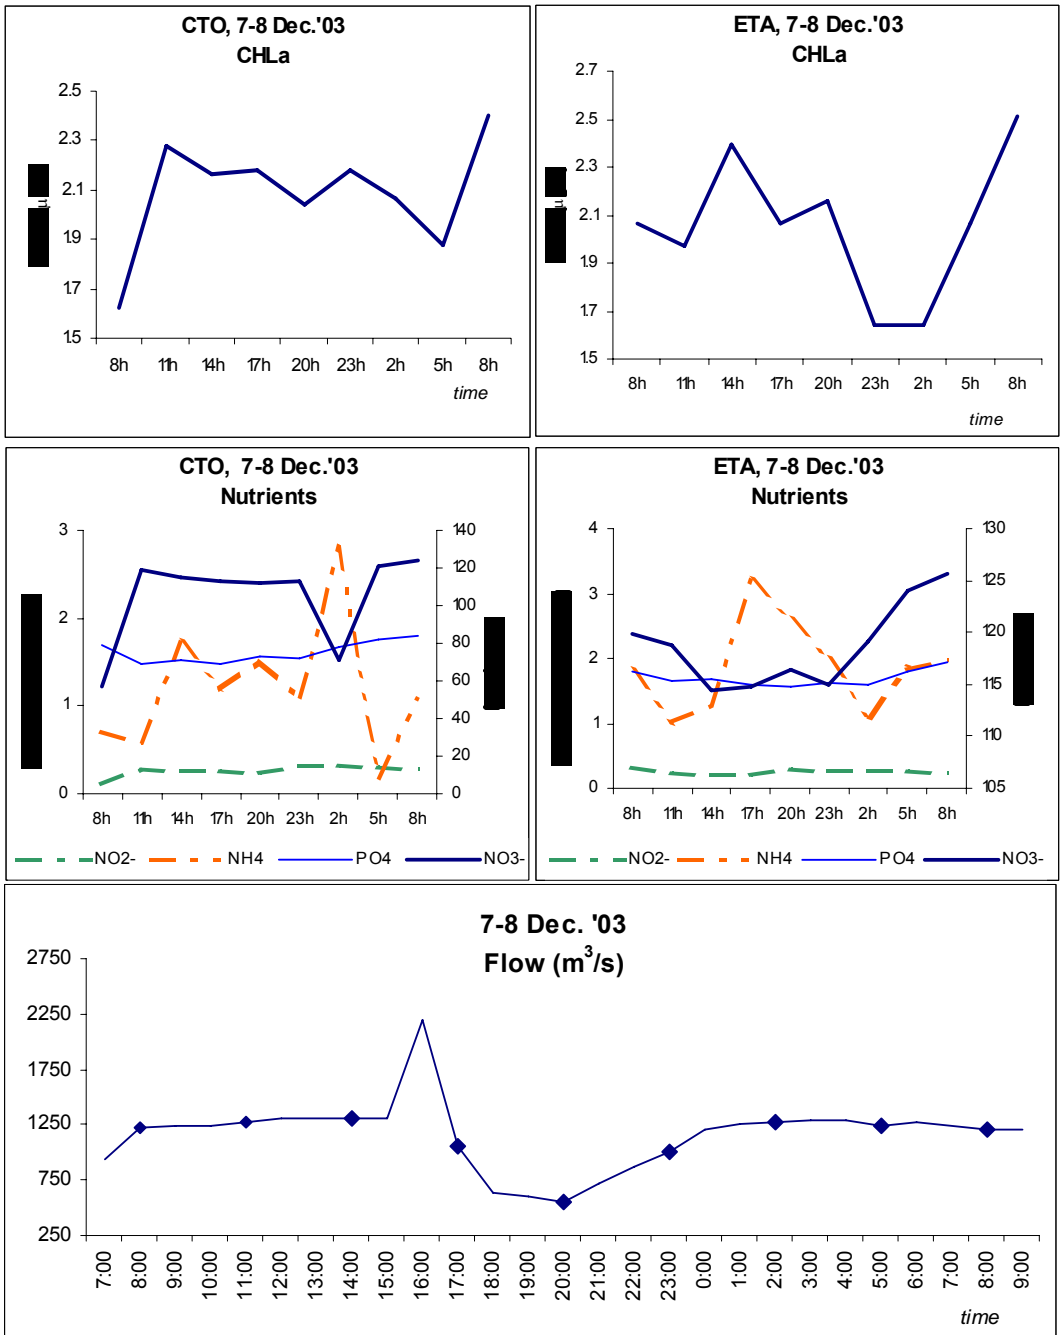 CTO, 7-8 Dec.'03
CHLa
2.5
2.3
2.1
1.9
1.7
1.5
µ
8h 11h 14h 17h 20h 23h 2h 5h 8h
time
ETA, 7-8 Dec.'03
CHLa
2.7
2.5
2.3
2.1
1.9
1.7
1.5
8h 11h 14h 17h 20h 23h 2h 5h 8h
time
CTO, 7-8 Dec.'03
Nutrients
3
2
1
0
140
120
100
80
60
40
20
0
8h 11h 14h 17h 20h 23h 2h 5h 8h
NO2- NH4 PO4 NO3-
ETA, 7-8 Dec.'03
Nutrients
4
3
2
1
0
130
125
120
115
110
105
8h 11h 14h 17h 20h 23h 2h 5h 8h
NO2- NH4 PO4 NO3-
7-8 Dec. '03
Flow (m³/s)
2750
2250
1750
1250
750
250
7:00 8:00 9:00 10:00 11:00 12:00 13:00 14:00 15:00 16:00 17:00 18:00 19:00 20:00 21:00 22:00 23:00 0:00 1:00 2:00 3:00 4:00 5:00 6:00 7:00 8:00 9:00
time